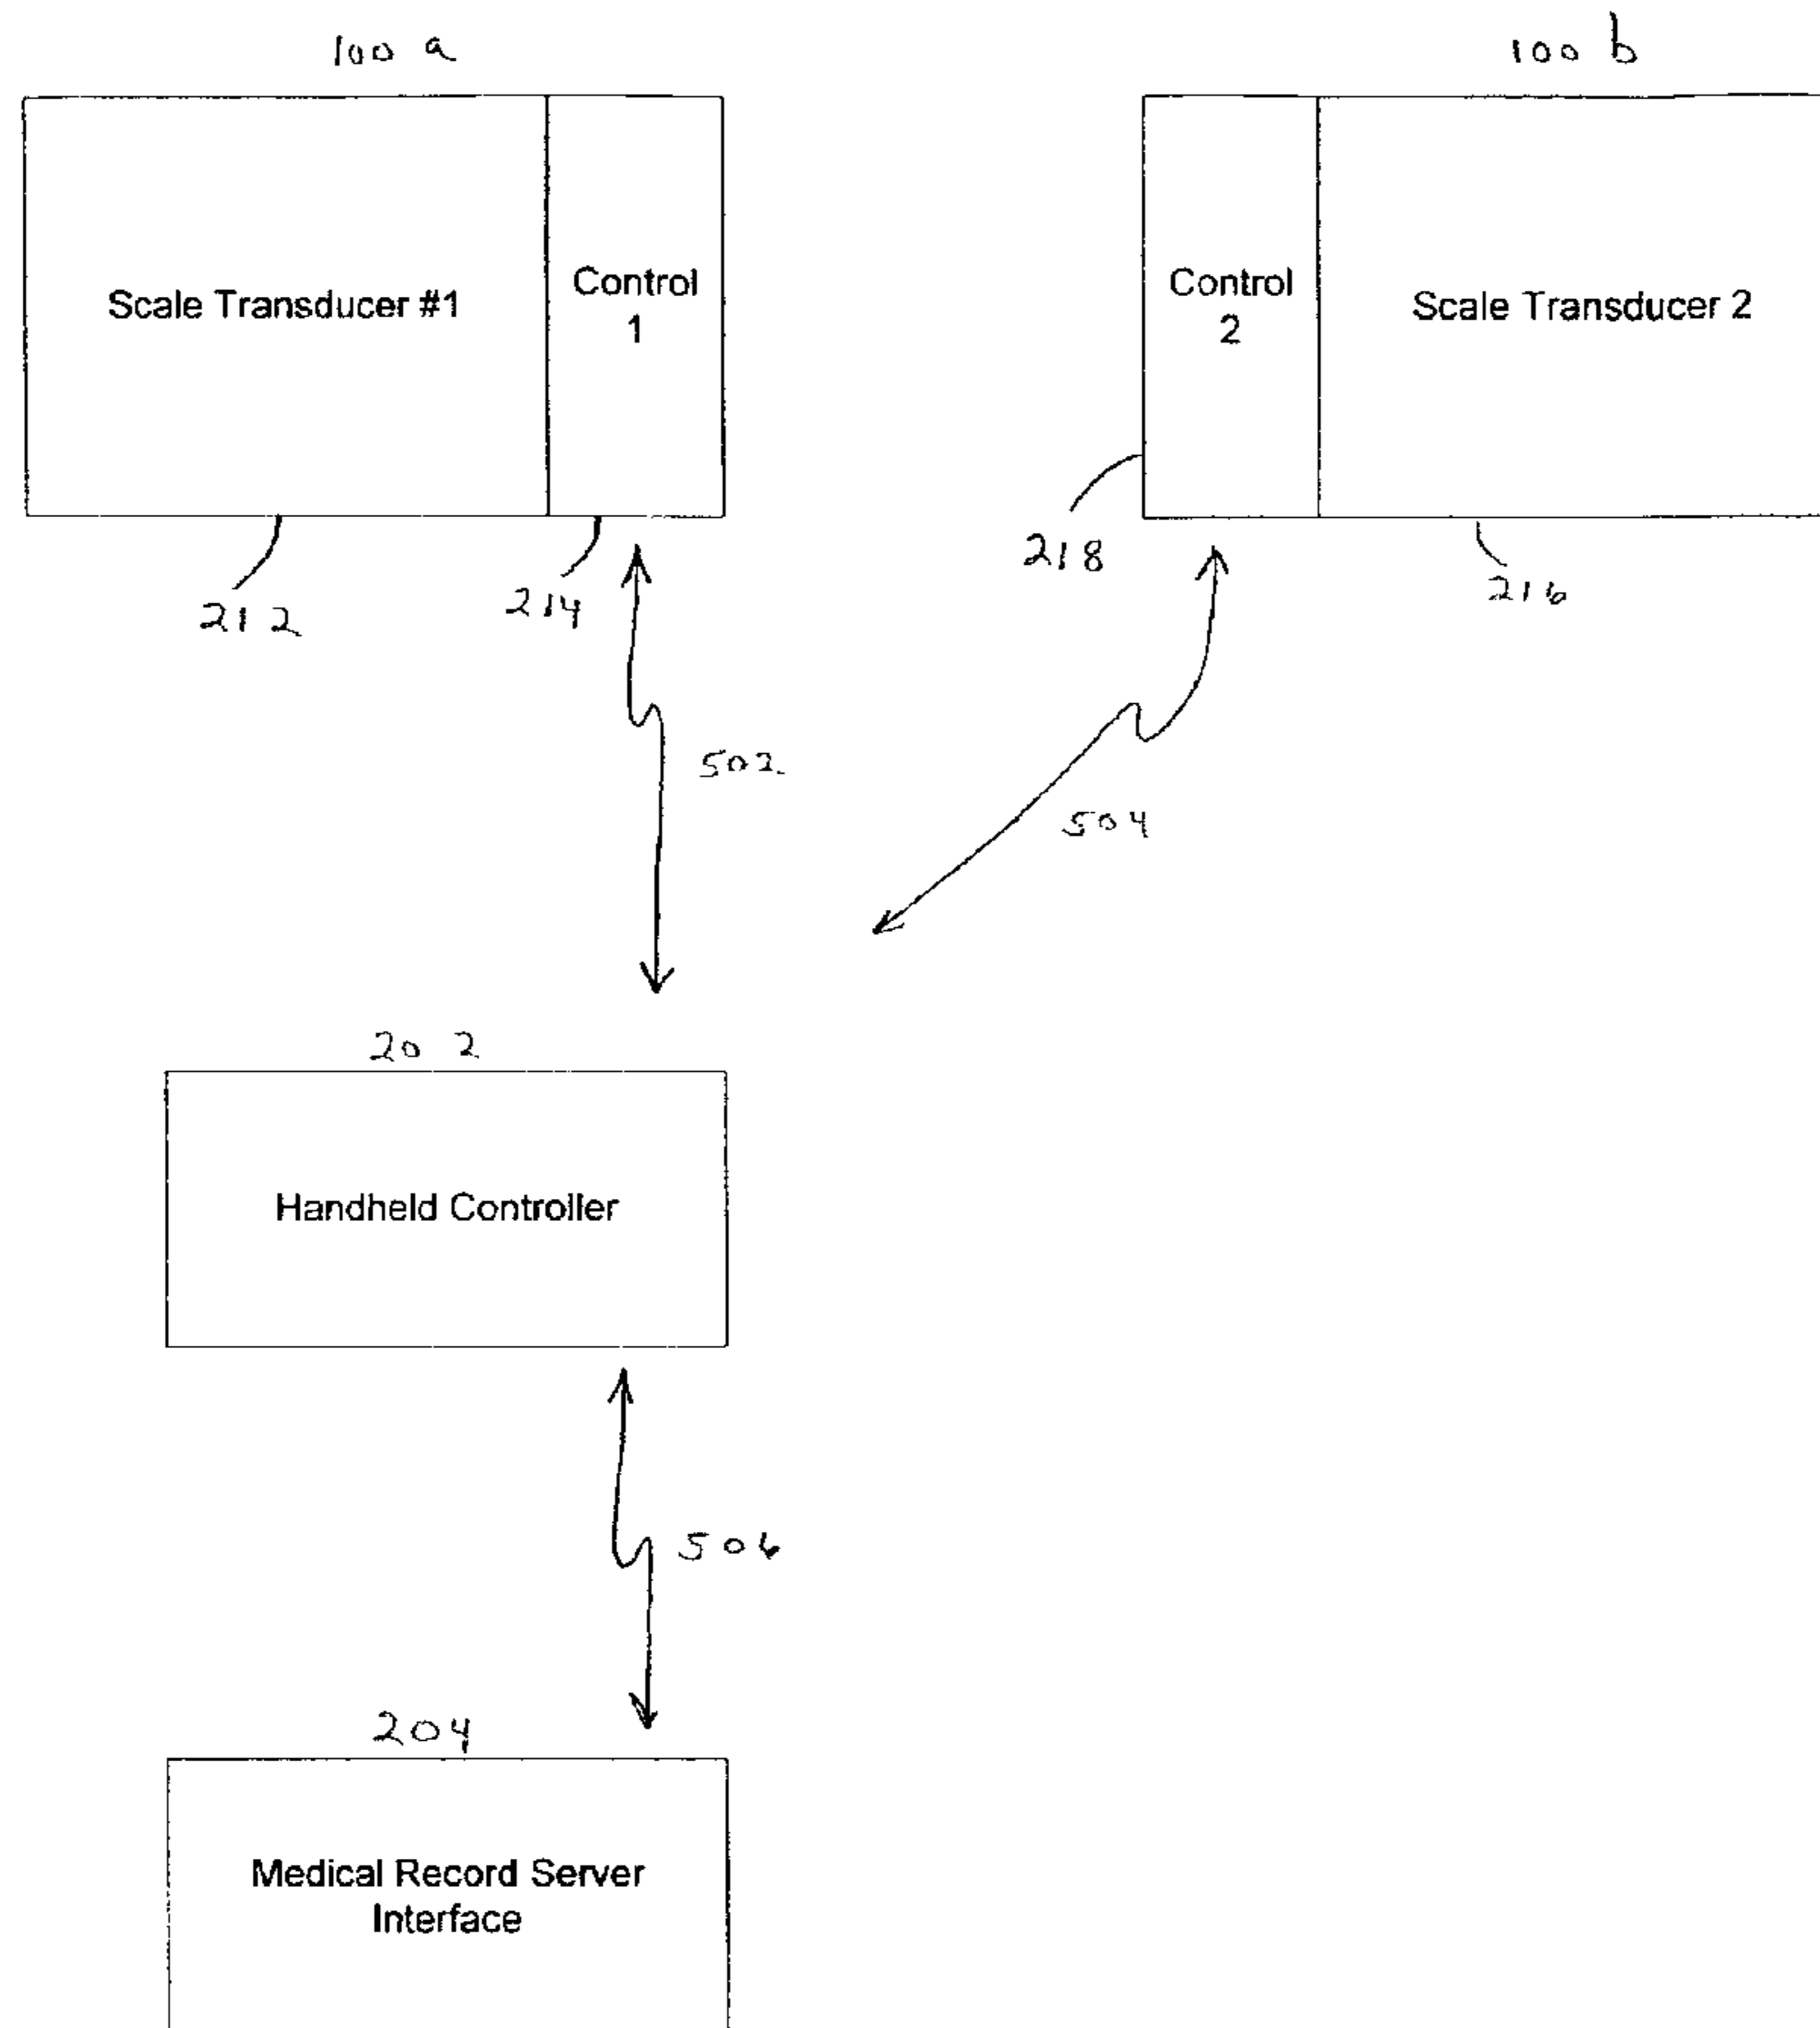 100 a
100 b
Scale Transducer #1
Control
1
Control
2
Scale Transducer 2
212
214
218
216
502
504
202
Handheld Controller
506
204
Medical Record Server
Interface